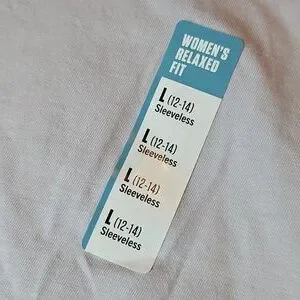 WOMEN'S
RELAXED
FIT
L (12-14)
Sleeveless
L (12-14)
Sleeveless
L (12-14)
Sleeveless
L (12-14)
Sleeveless